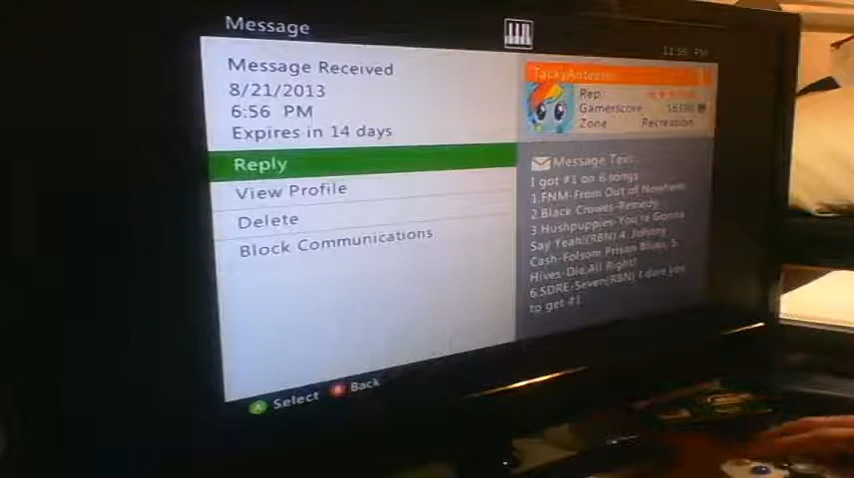 Message
11:56 PM
Message Received
8/21/2013
6:56 PM
Expires in 14 days
Reply
View Profile
Delete
Block Communications
Rep
Gamerscore
Zone Recreation
Message Text
I got #1 on 6 songs
1.FNM-From Out of Nowhere
2.Black Crowes-Remedy
3.Hushpuppies-You're Gonna
Say Yeah!(RBN) 4. Johnny
Cash-Folsom Prison Blues, 5.
Hives-Die,All Right!
6.SDRE-Seven(RBN) I dare you
to get #1
A Select B Back